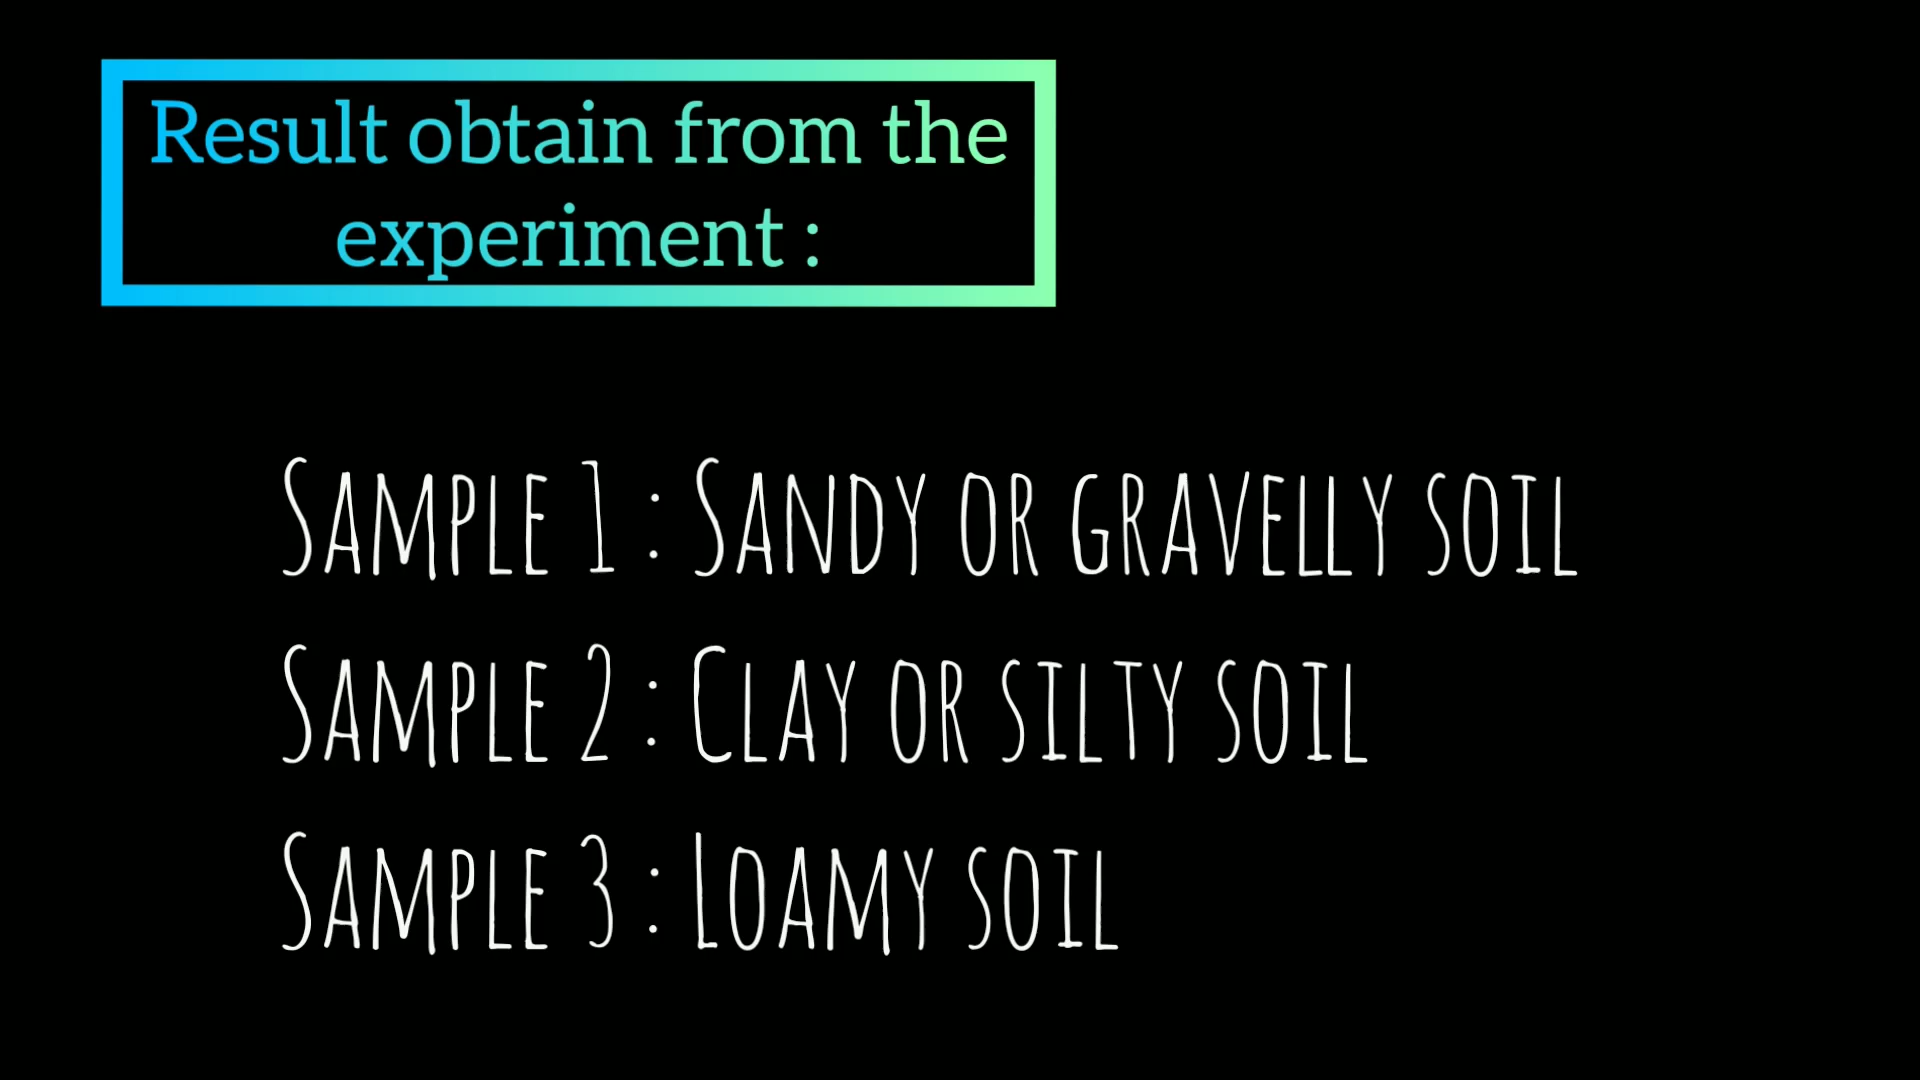 Result obtain from the
experiment :
Sample 1 : Sandy or gravelly soil
Sample 2 : Clay or silty soil
Sample 3 : Loamy soil